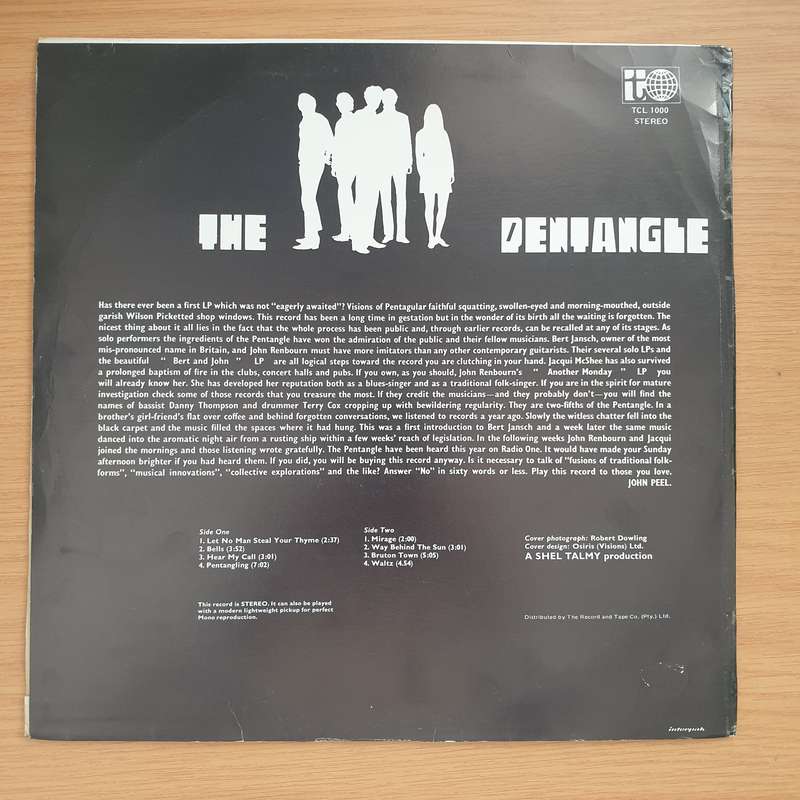 it
TCL 1000
STEREO
THE PENTANGLE
Has there ever been a first LP which was not "eagerly awaited"? Visions of Pentagular faithful squatting, swollen-eyed and morning-mouthed, outside
garish Wilson Picketted shop windows. This record has been a long time in gestation but in the wonder of its birth all the waiting is forgotten. The
nicest thing about it all lies in the fact that the whole process has been public and, through earlier records, can be recalled at any of its stages. As
solo performers the ingredients of the Pentangle have won the admiration of the public and their fellow musicians. Bert Jansch, owner of the most
mis-pronounced name in Britain, and John Renbourn must have more imitators than any other contemporary guitarists. Their several solo LPs and
the beautiful " Bert and John " LP are all logical steps toward the record you are clutching in your hand. Jacqui McShee has also survived
a prolonged baptism of fire in the clubs, concert halls and pubs. If you own, as you should, John Renbourn's " Another Monday " LP you
will already know her. She has developed her reputation both as a blues-singer and as a traditional folk-singer. If you are in the spirit for mature
investigation check some of those records that you treasure the most. If they credit the musicians—and they probably don't—you will find the
names of bassist Danny Thompson and drummer Terry Cox cropping up with bewildering regularity. They are two-fifths of the Pentangle. In a
brother's girl-friend's flat over coffee and behind forgotten conversations, we listened to records a year ago. Slowly the witless chatter fell into the
black carpet and the music filled the spaces where it had hung. This was a first introduction to Bert Jansch and a week later the same music
danced into the aromatic night air from a rusting ship within a few weeks' reach of legislation. In the following weeks John Renbourn and Jacqui
joined the mornings and those listening wrote gratefully. The Pentangle have been heard this year on Radio One. It would have made your Sunday
afternoon brighter if you had heard them. If you did, you will be buying this record anyway. Is it necessary to talk of "fusions of traditional folk-
forms", "musical innovations", "collective explorations" and the like? Answer "No" in sixty words or less. Play this record to those you love.
JOHN PEEL.
Side One
1. Let No Man Steal Your Thyme (2:37)
2. Bells (3:52)
3. Hear My Call (3:01)
4. Pentangling (7:02)
Side Two
1. Mirage (2:00)
2. Way Behind The Sun (3:01)
3. Bruton Town (5:05)
4. Waltz (4.54)
Cover photograph: Robert Dowling
Cover design: Osiris (Visions) Ltd.
A SHEL TALMY production
This record is STEREO. It can also be played
with a modern lightweight pickup for perfect
Mono reproduction.
Distributed by The Record and Tape Co. (Pty.) Ltd.
interpak